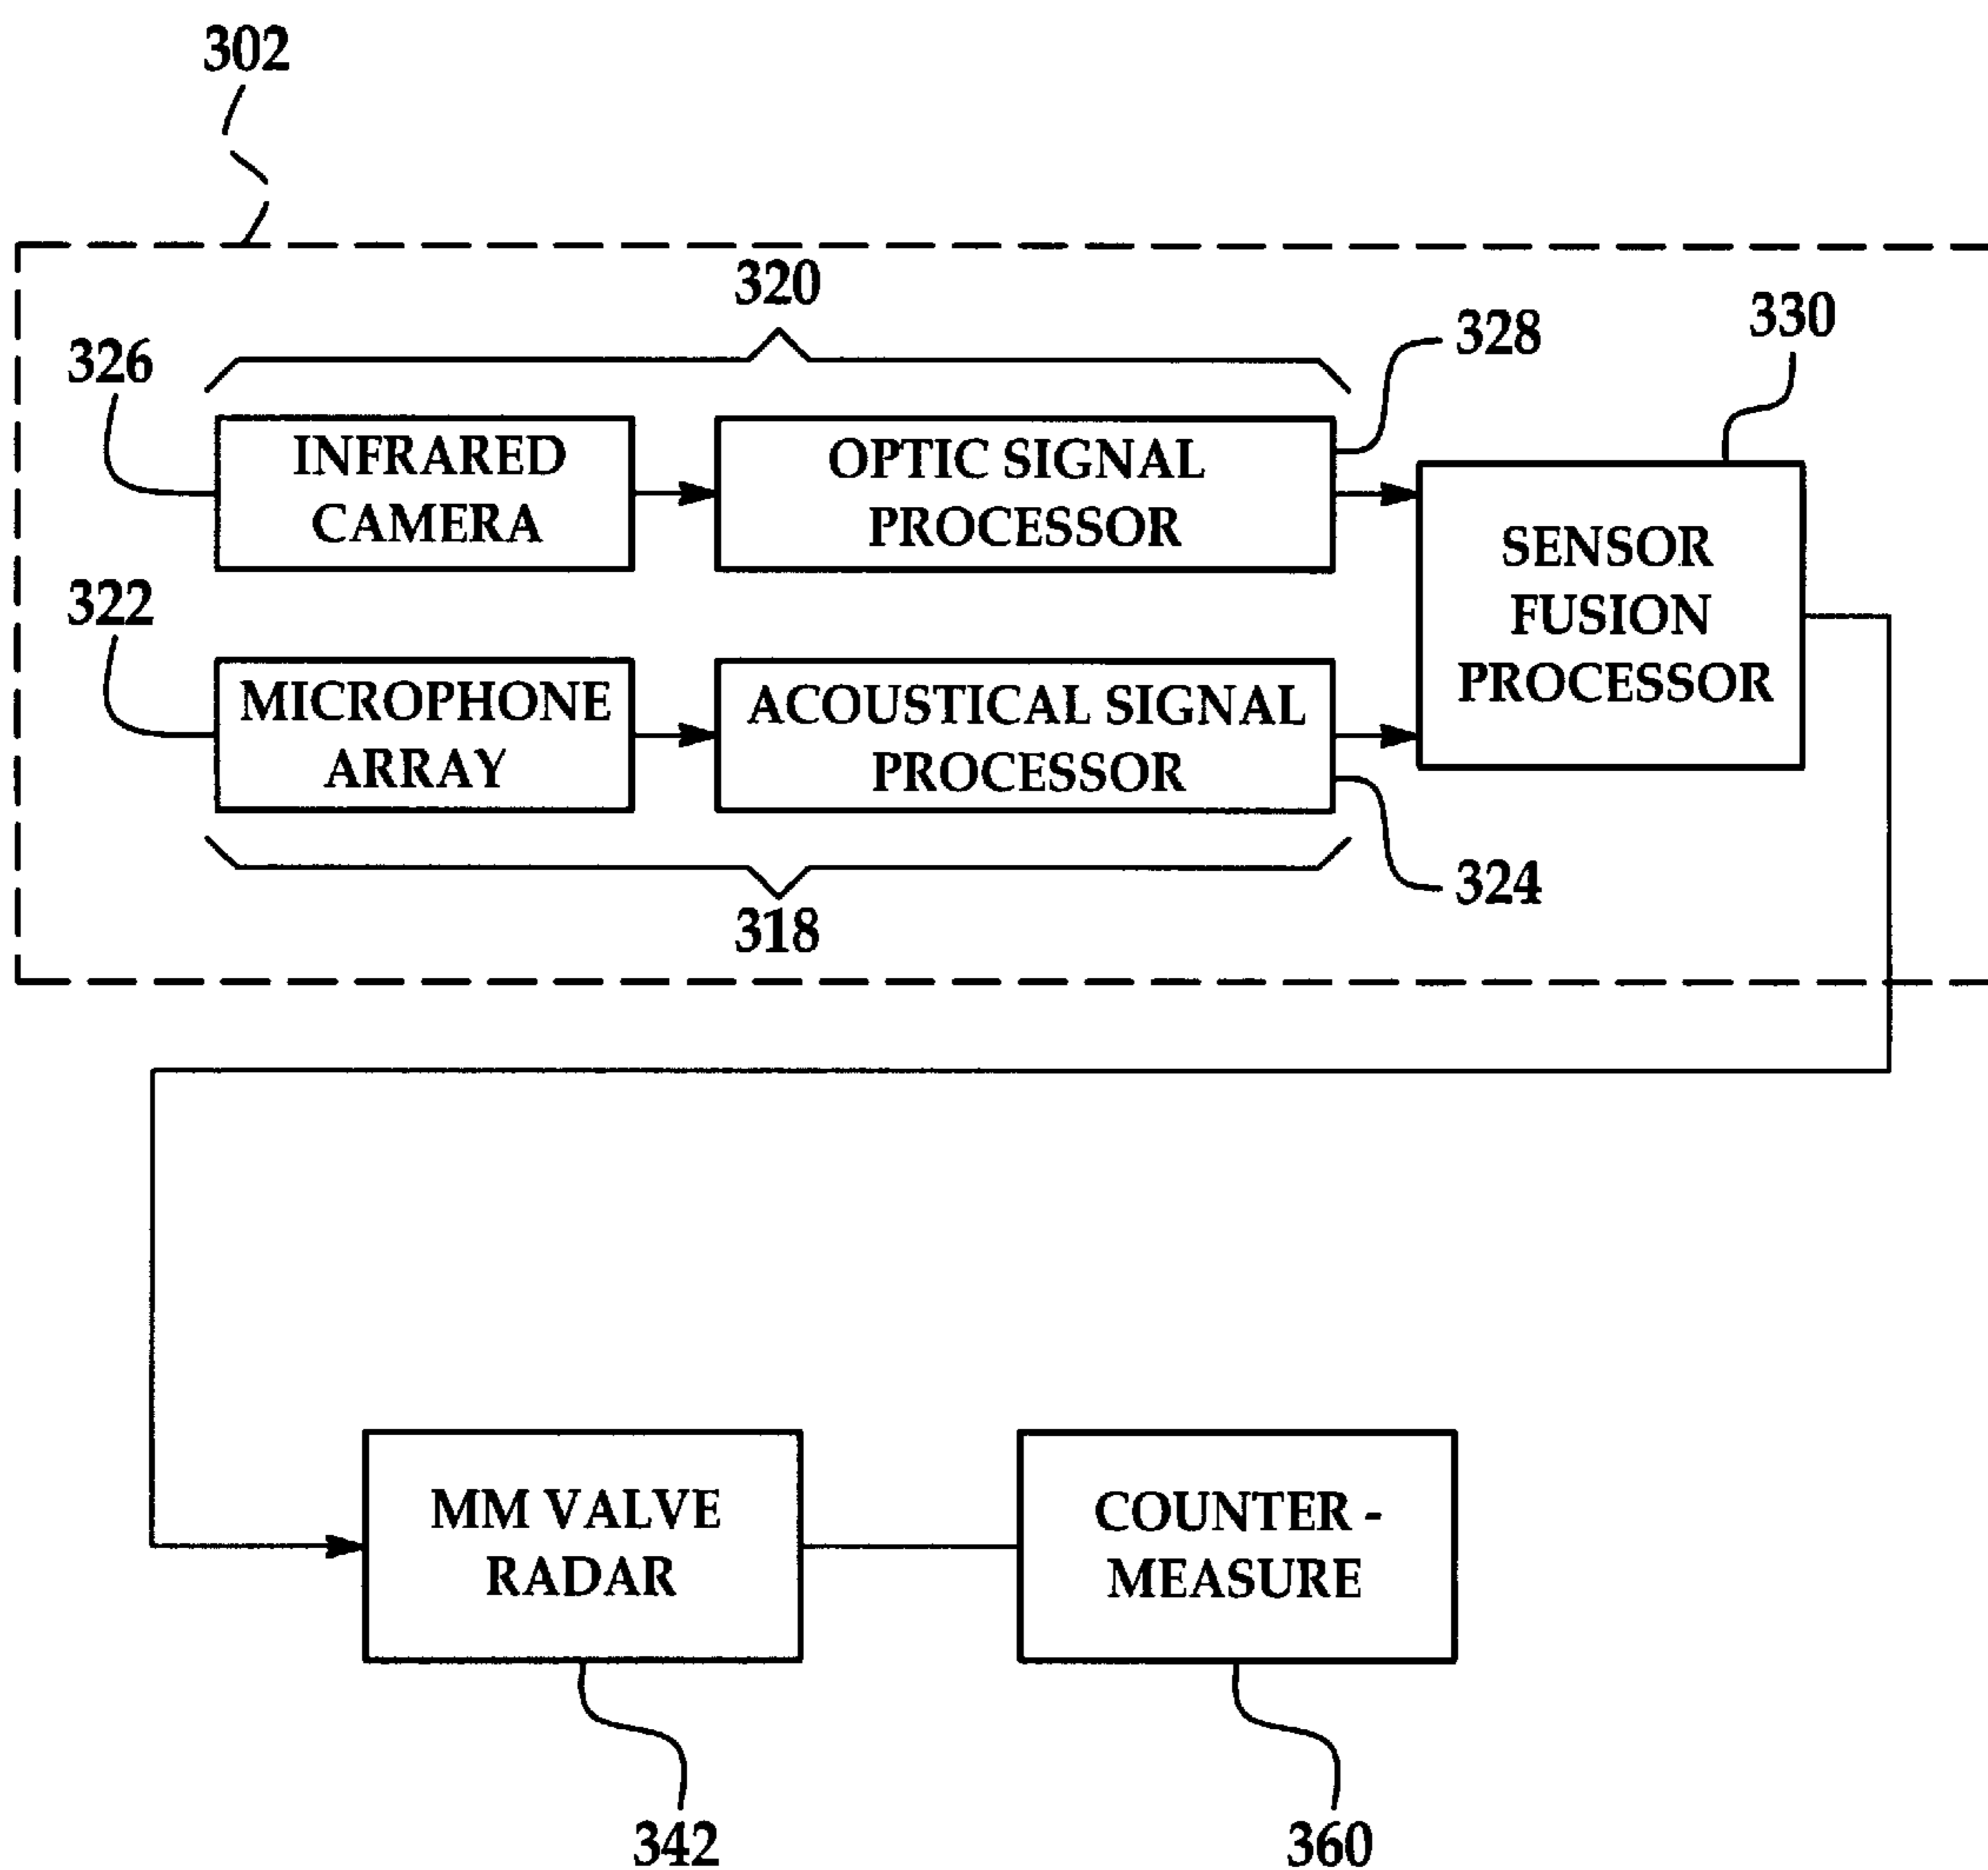 302
320
328
330
326
INFRARED
CAMERA
OPTIC SIGNAL
PROCESSOR
SENSOR
FUSION
PROCESSOR
322
MICROPHONE
ARRAY
ACOUSTICAL SIGNAL
PROCESSOR
324
318
MM VALVE
RADAR
COUNTER -
MEASURE
342
360